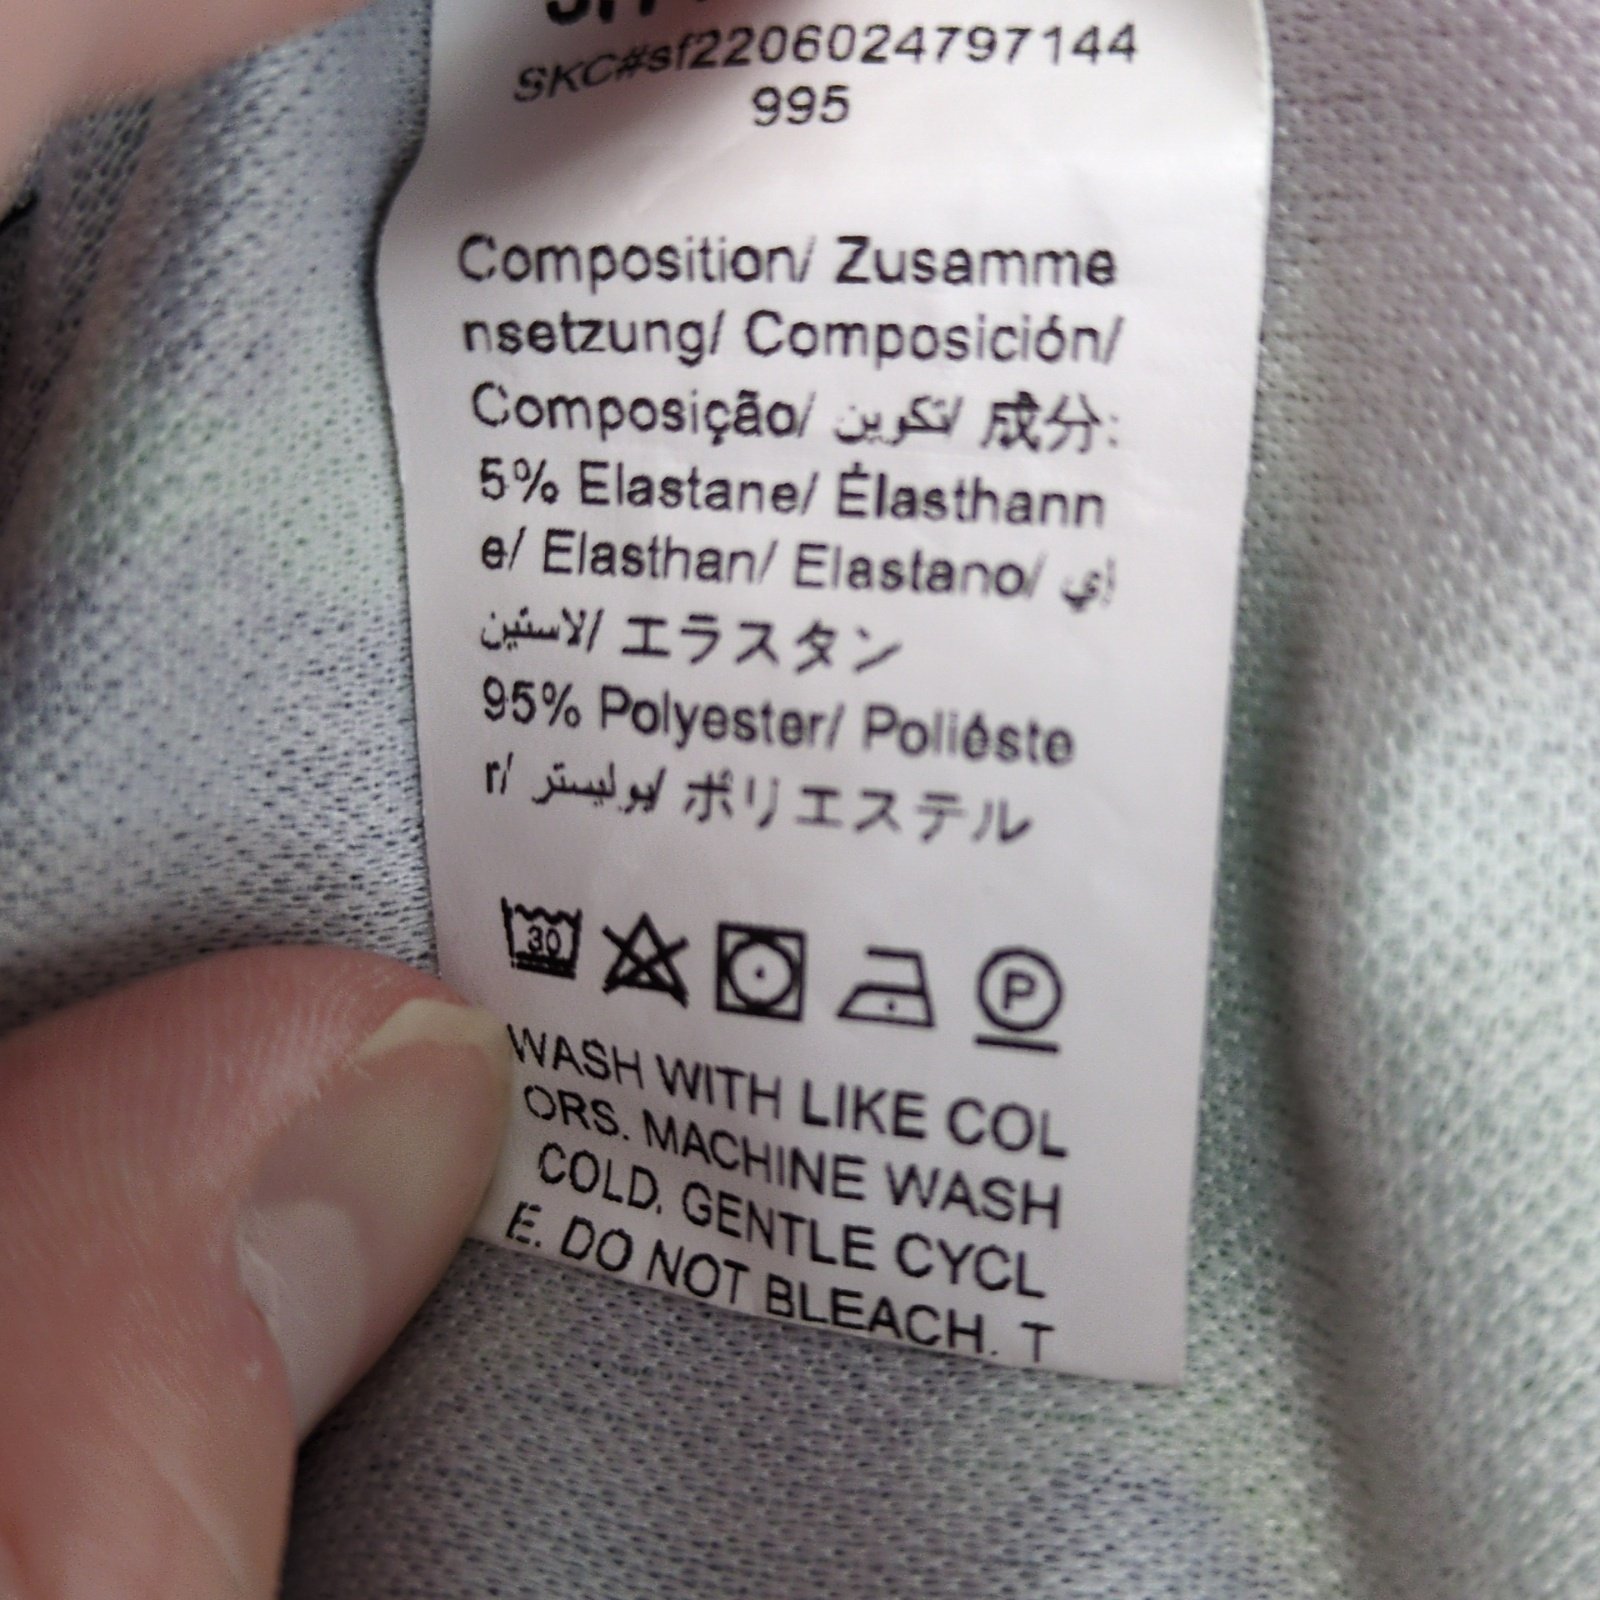 SKC#sf2206024797144
995
Composition/ Zusamme
nsetzung/ Composición/
Composição/ تكوين/ 成分:
5% Elastane/ Élasthann
e/ Elasthan/ Elastano/ إي
لاستين/ エラスタン
95% Polyester/ Poliéste
r/ بوليستر/ ポリエステル
30
P
WASH WITH LIKE COL
ORS. MACHINE WASH
COLD. GENTLE CYCL
E. DO NOT BLEACH. T